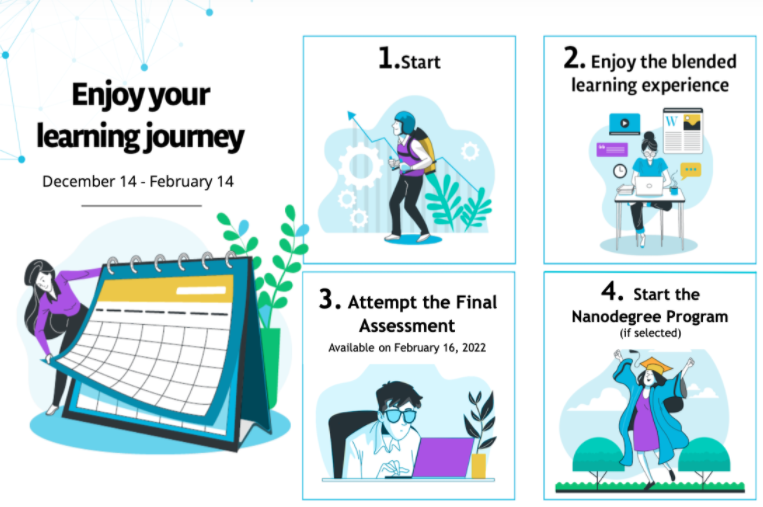 Enjoy your
learning journey
December 14 - February 14
1.Start
2. Enjoy the blended
learning experience
W
3. Attempt the Final
Assessment
Available on February 16, 2022
4. Start the
Nanodegree Program
(if selected)